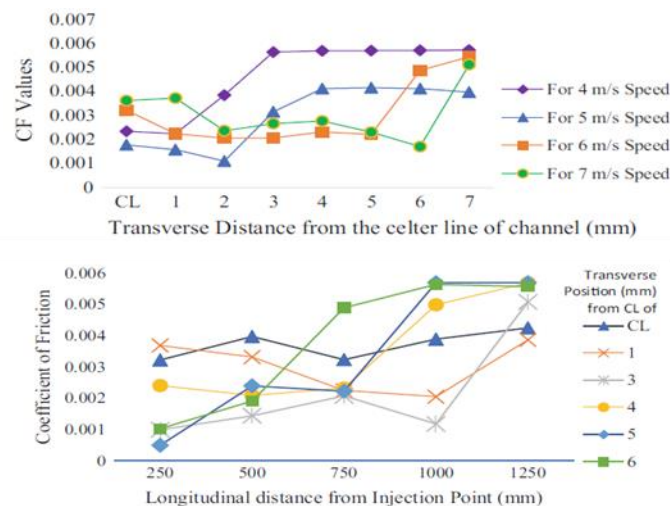 0.007
0.006
0.005
0.004
0.003
0.002
0.001
0
CF Values
CL 1 2 3 4 5 6 7
Transverse Distance from the celter line of channel (mm)
For 4 m/s Speed
For 5 m/s Speed
For 6 m/s Speed
For 7 m/s Speed
0.006
0.005
0.004
0.003
0.002
0.001
0
Coefficient of Friction
250 500 750 1000 1250
Longitudinal distance from Injection Point (mm)
Transverse
Position (mm)
from CL of
CL
1
3
4
5
6